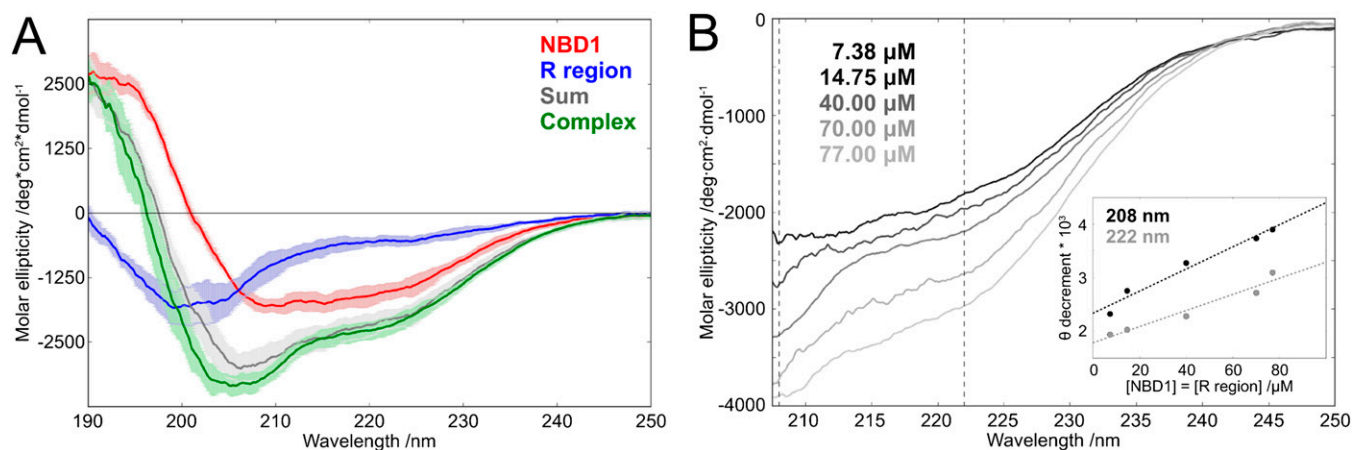 A
NBD1
R region
Sum
Complex
2500
1250
0
-1250
-2500
Molar ellipticity /deg*cm²*dmol⁻¹
190
200
210
220
230
240
250
Wavelength /nm
B
7.38 µM
14.75 µM
40.00 µM
70.00 µM
77.00 µM
0
-1000
-2000
-3000
-4000
Molar ellipticity /deg·cm²·dmol⁻¹
210
215
220
225
230
235
240
245
250
Wavelength /nm
208 nm
222 nm
4
3
2
θ decrement * 10³
0
20
40
60
80
[NBD1] = [R region] /µM